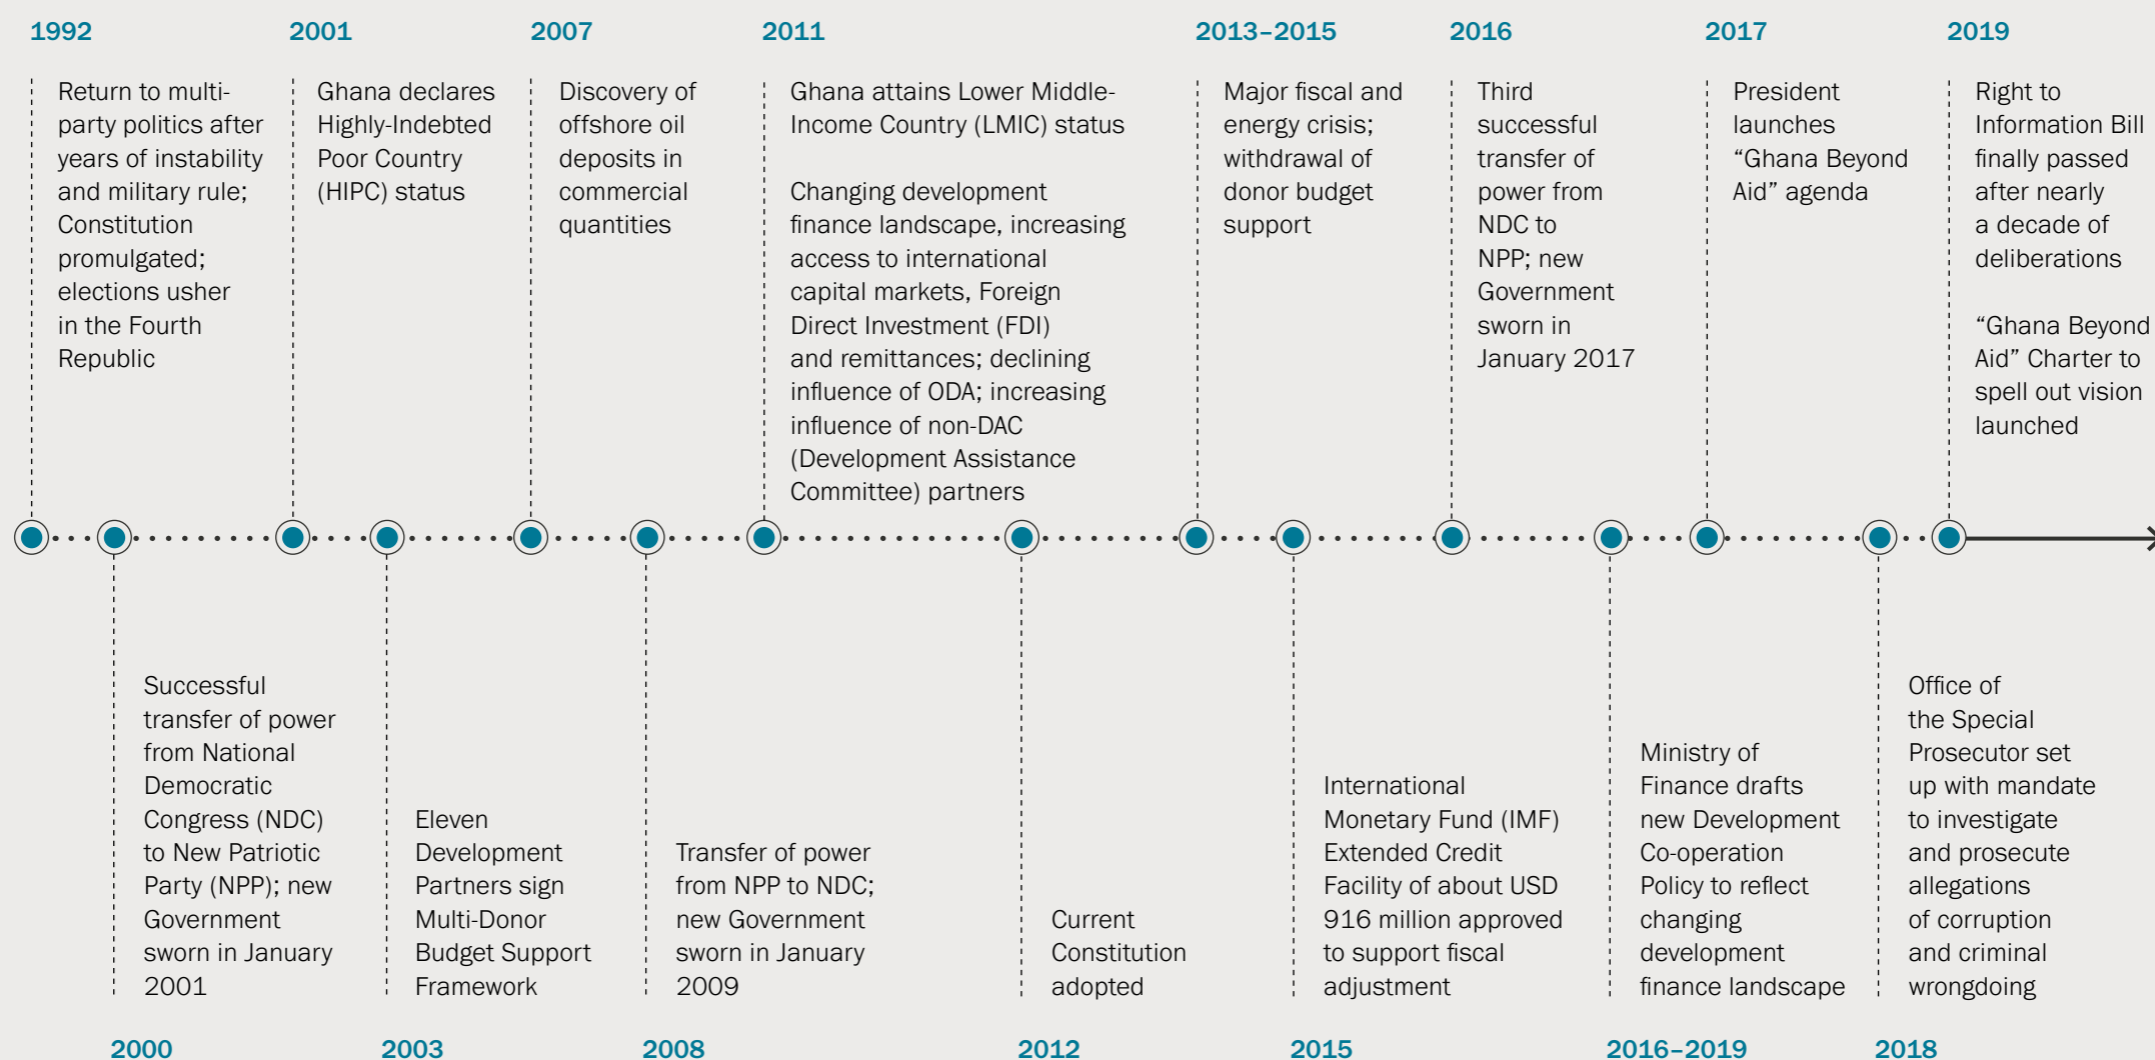 1992
Return to multi-
party politics after
years of instability
and military rule;
Constitution
promulgated;
elections usher
in the Fourth
Republic
2001
Ghana declares
Highly-Indebted
Poor Country
(HIPC) status
2007
Discovery of
offshore oil
deposits in
commercial
quantities
2011
Ghana attains Lower Middle-
Income Country (LMIC) status
Changing development
finance landscape, increasing
access to international
capital markets, Foreign
Direct Investment (FDI)
and remittances; declining
influence of ODA; increasing
influence of non-DAC
(Development Assistance
Committee) partners
2013–2015
Major fiscal and
energy crisis;
withdrawal of
donor budget
support
2016
Third
successful
transfer of
power from
NDC to
NPP; new
Government
sworn in
January 2017
2017
President
launches
“Ghana Beyond
Aid” agenda
2019
Right to
Information Bill
finally passed
after nearly
a decade of
deliberations
“Ghana Beyond
Aid” Charter to
spell out vision
launched
Successful
transfer of power
from National
Democratic
Congress (NDC)
to New Patriotic
Party (NPP); new
Government
sworn in January
2001
2000
Eleven
Development
Partners sign
Multi-Donor
Budget Support
Framework
2003
Transfer of power
from NPP to NDC;
new Government
sworn in January
2009
2008
Current
Constitution
adopted
2012
International
Monetary Fund (IMF)
Extended Credit
Facility of about USD
916 million approved
to support fiscal
adjustment
2015
Ministry of
Finance drafts
new Development
Co-operation
Policy to reflect
changing
development
finance landscape
2016–2019
Office of
the Special
Prosecutor set
up with mandate
to investigate
and prosecute
allegations
of corruption
and criminal
wrongdoing
2018